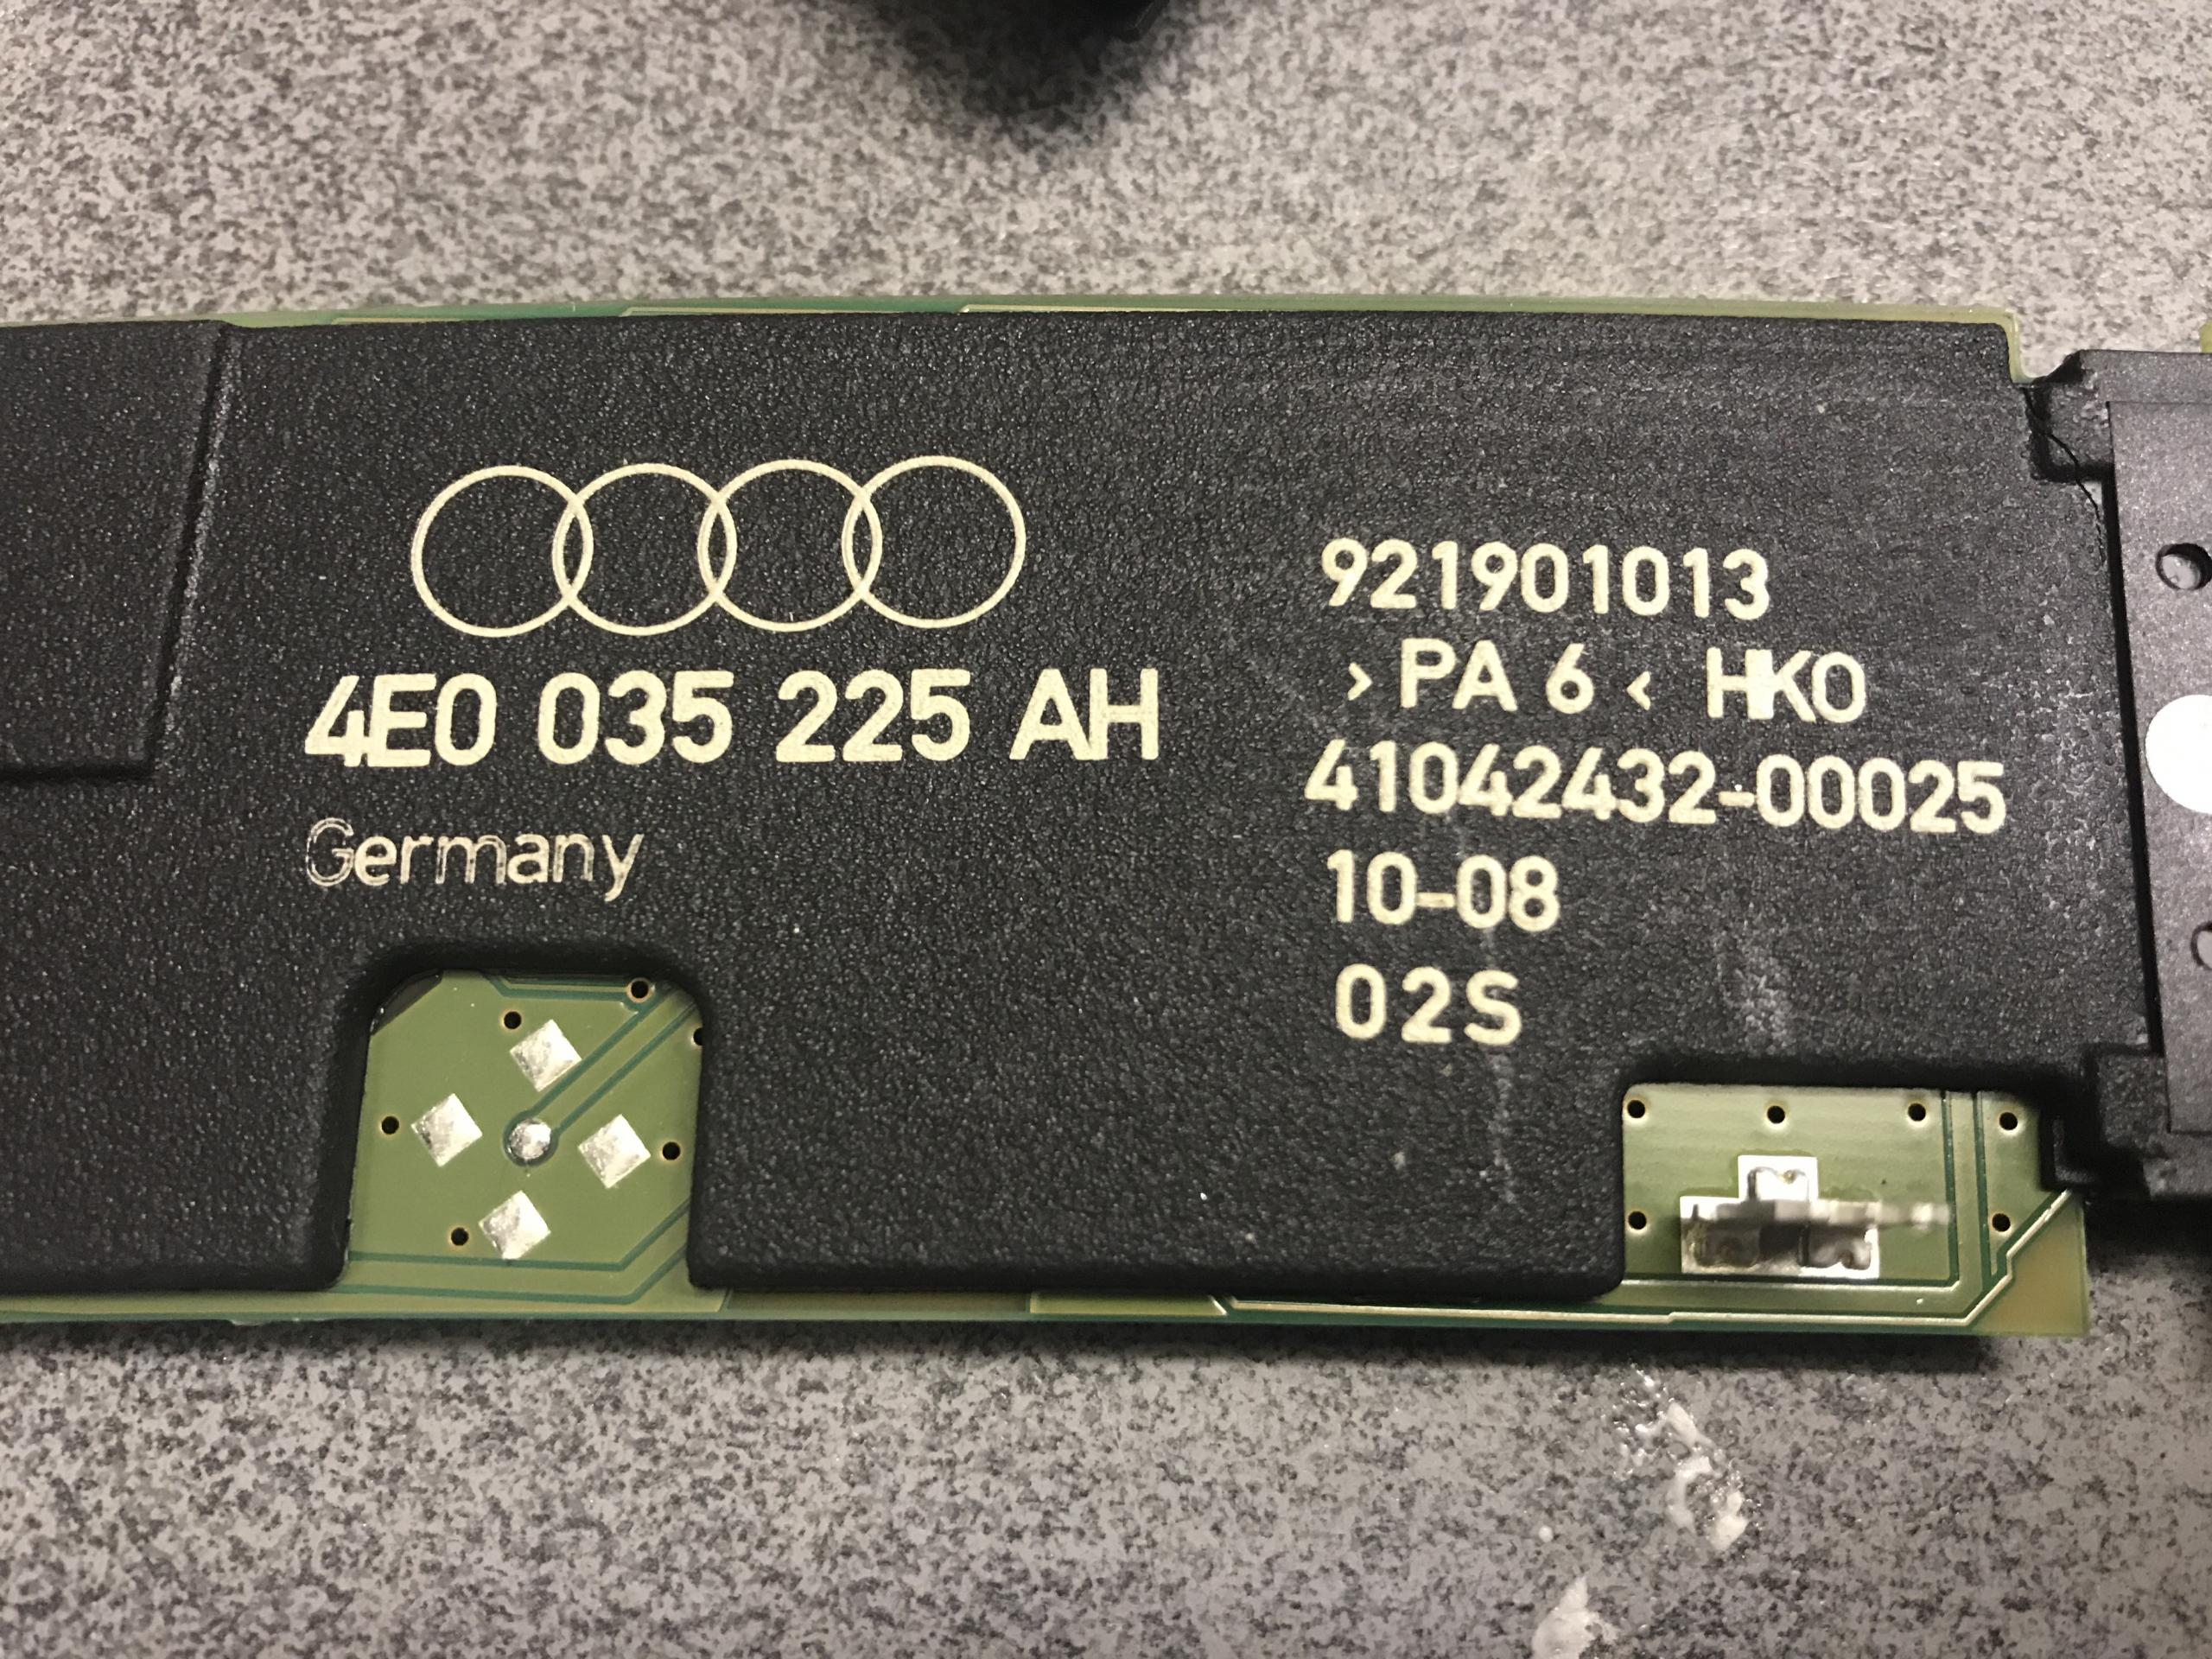 4E0 035 225 AH
Germany
921901013
>PA 6< HKO
41042432-00025
10-08
02S